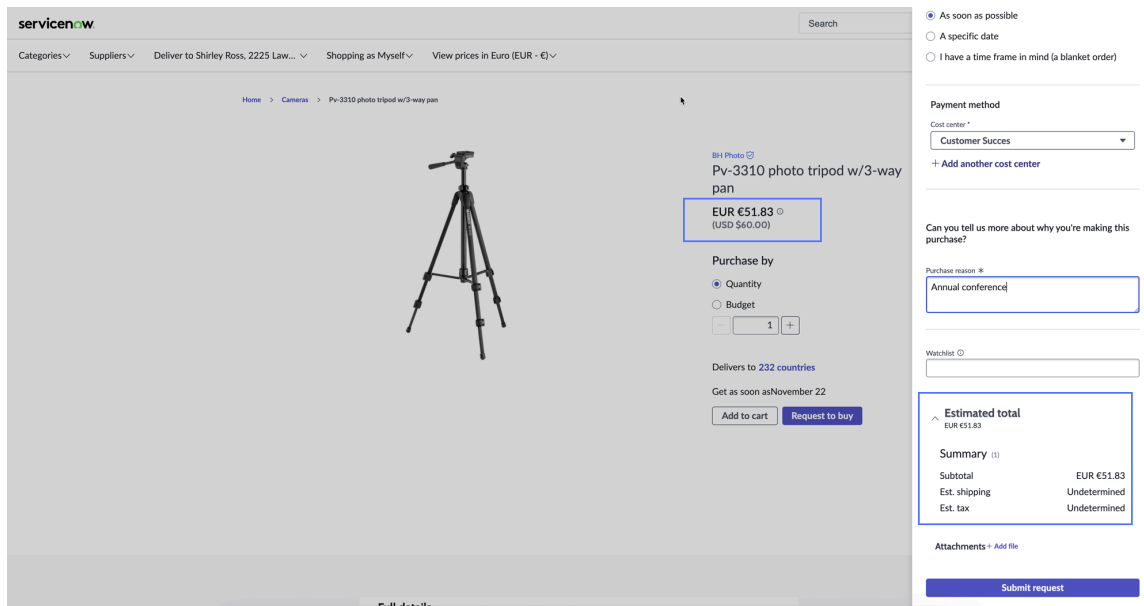 servicenow.
Search
Categories
Suppliers
Deliver to Shirley Ross, 2225 Law...
Shopping as Myself
View prices in Euro (EUR - €)
Home > Cameras > Pv-3310 photo tripod w/3-way pan
BH Photo
Pv-3310 photo tripod w/3-way
pan
EUR €51.83
(USD $60.00)
Purchase by
Quantity
Budget
− 1 +
Delivers to 232 countries
Get as soon asNovember 22
Add to cart
Request to buy
As soon as possible
A specific date
I have a time frame in mind (a blanket order)
Payment method
Cost center *
Customer Succes
+ Add another cost center
Can you tell us more about why you're making this
purchase?
Purchase reason *
Annual conference
Watchlist
Estimated total
EUR €51.83
Summary (1)
Subtotal EUR €51.83
Est. shipping Undetermined
Est. tax Undetermined
Attachments + Add file
Submit request